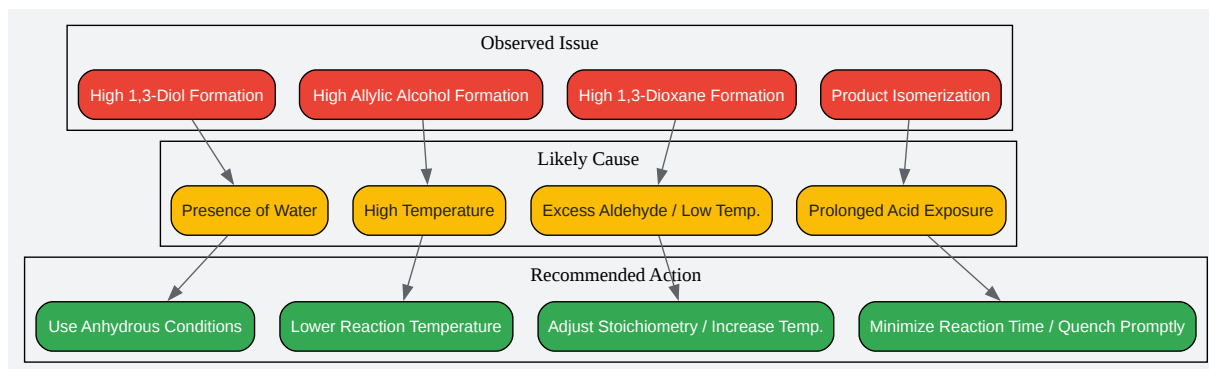 Observed Issue
High 1,3-Diol Formation
High Allylic Alcohol Formation
High 1,3-Dioxane Formation
Product Isomerization
Likely Cause
Presence of Water
High Temperature
Excess Aldehyde / Low Temp.
Prolonged Acid Exposure
Recommended Action
Use Anhydrous Conditions
Lower Reaction Temperature
Adjust Stoichiometry / Increase Temp.
Minimize Reaction Time / Quench Promptly